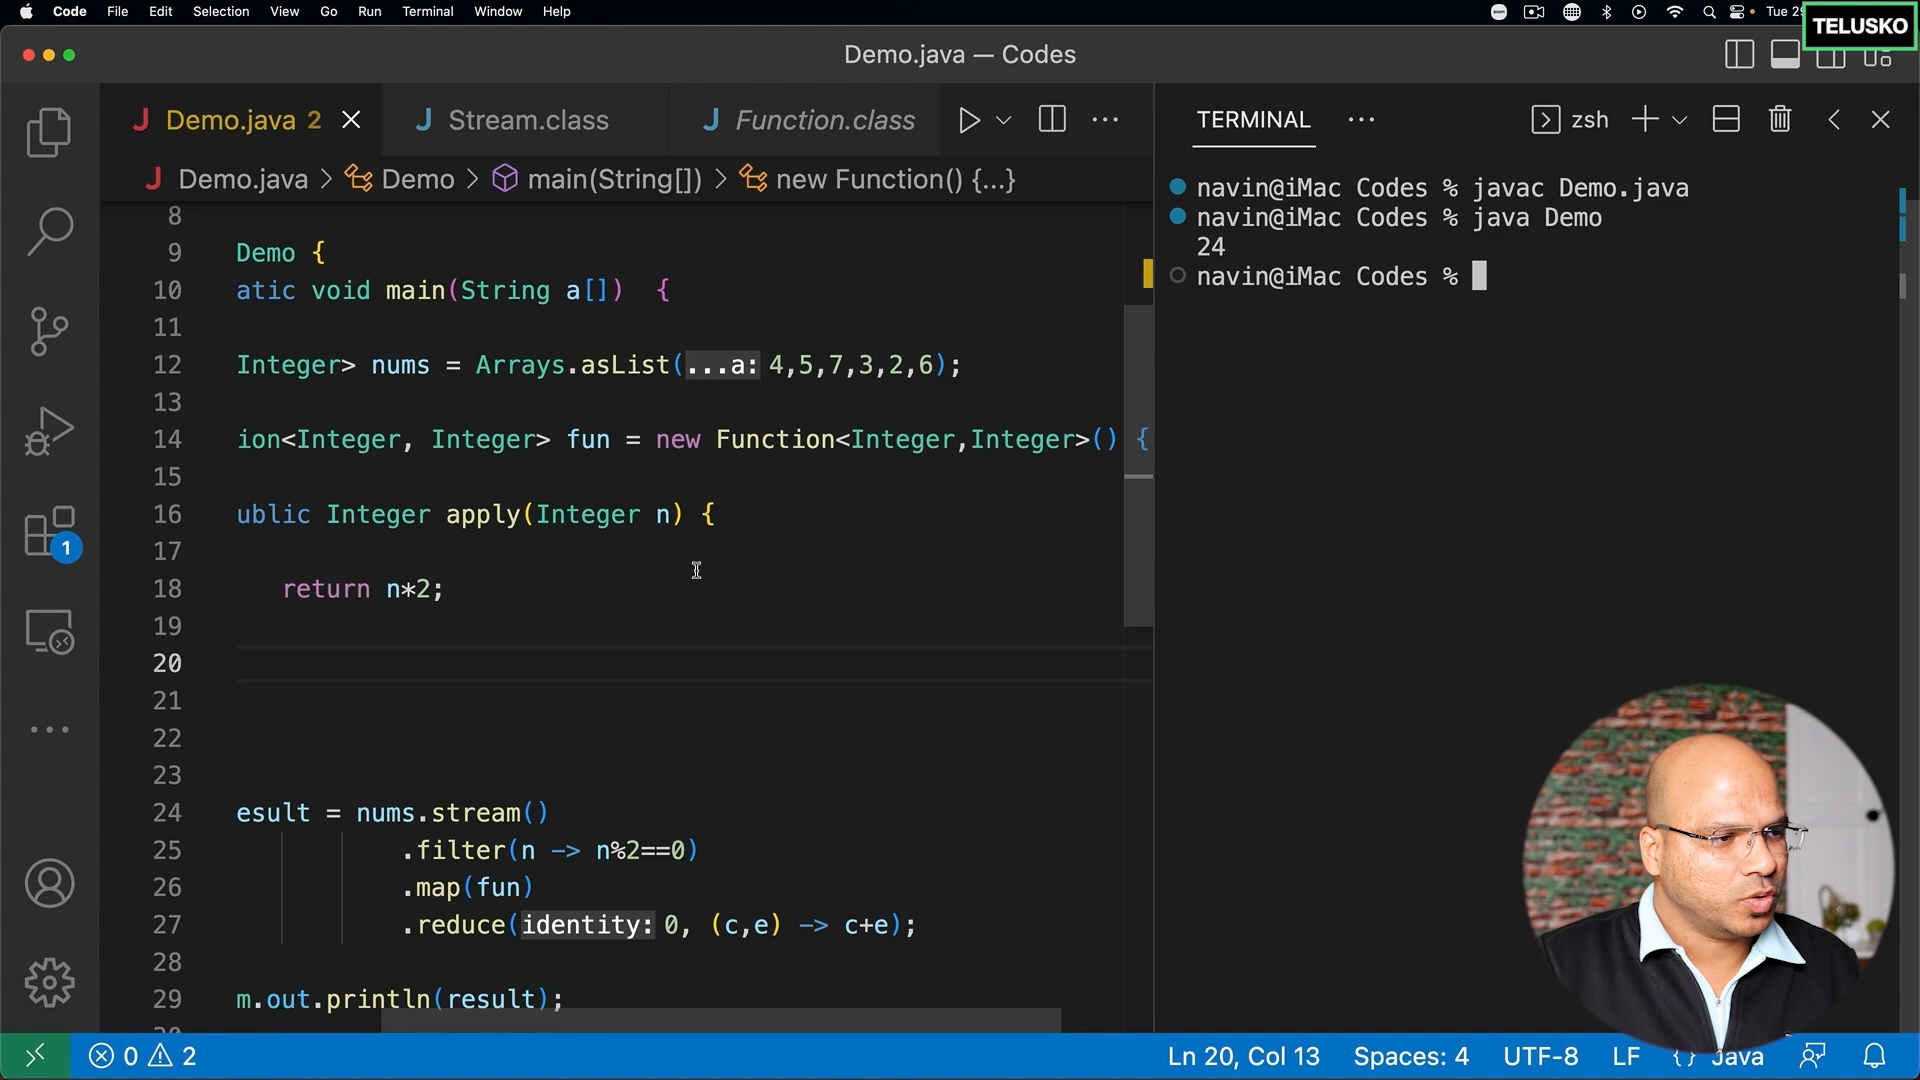 Code File Edit Selection View Go Run Terminal Window Help
zoom
Tue 2
TELUSKO
Demo.java — Codes
J Demo.java 2
J Stream.class
J Function.class
J Demo.java > Demo > main(String[]) > new Function() {...}
8
9 Demo {
10 atic void main(String a[])  {
11
12 Integer> nums = Arrays.asList(...a: 4,5,7,3,2,6);
13
14 ion<Integer, Integer> fun = new Function<Integer,Integer>() {
15
16 ublic Integer apply(Integer n) {
17
18 return n*2;
19
20
21
22
23
24 esult = nums.stream()
25 .filter(n -> n%2==0)
26 .map(fun)
27 .reduce(identity: 0, (c,e) -> c+e);
28
29 m.out.println(result);
1
TERMINAL
zsh
navin@iMac Codes % javac Demo.java
navin@iMac Codes % java Demo
24
navin@iMac Codes %
0 2
Ln 20, Col 13 Spaces: 4 UTF-8 LF {} Java